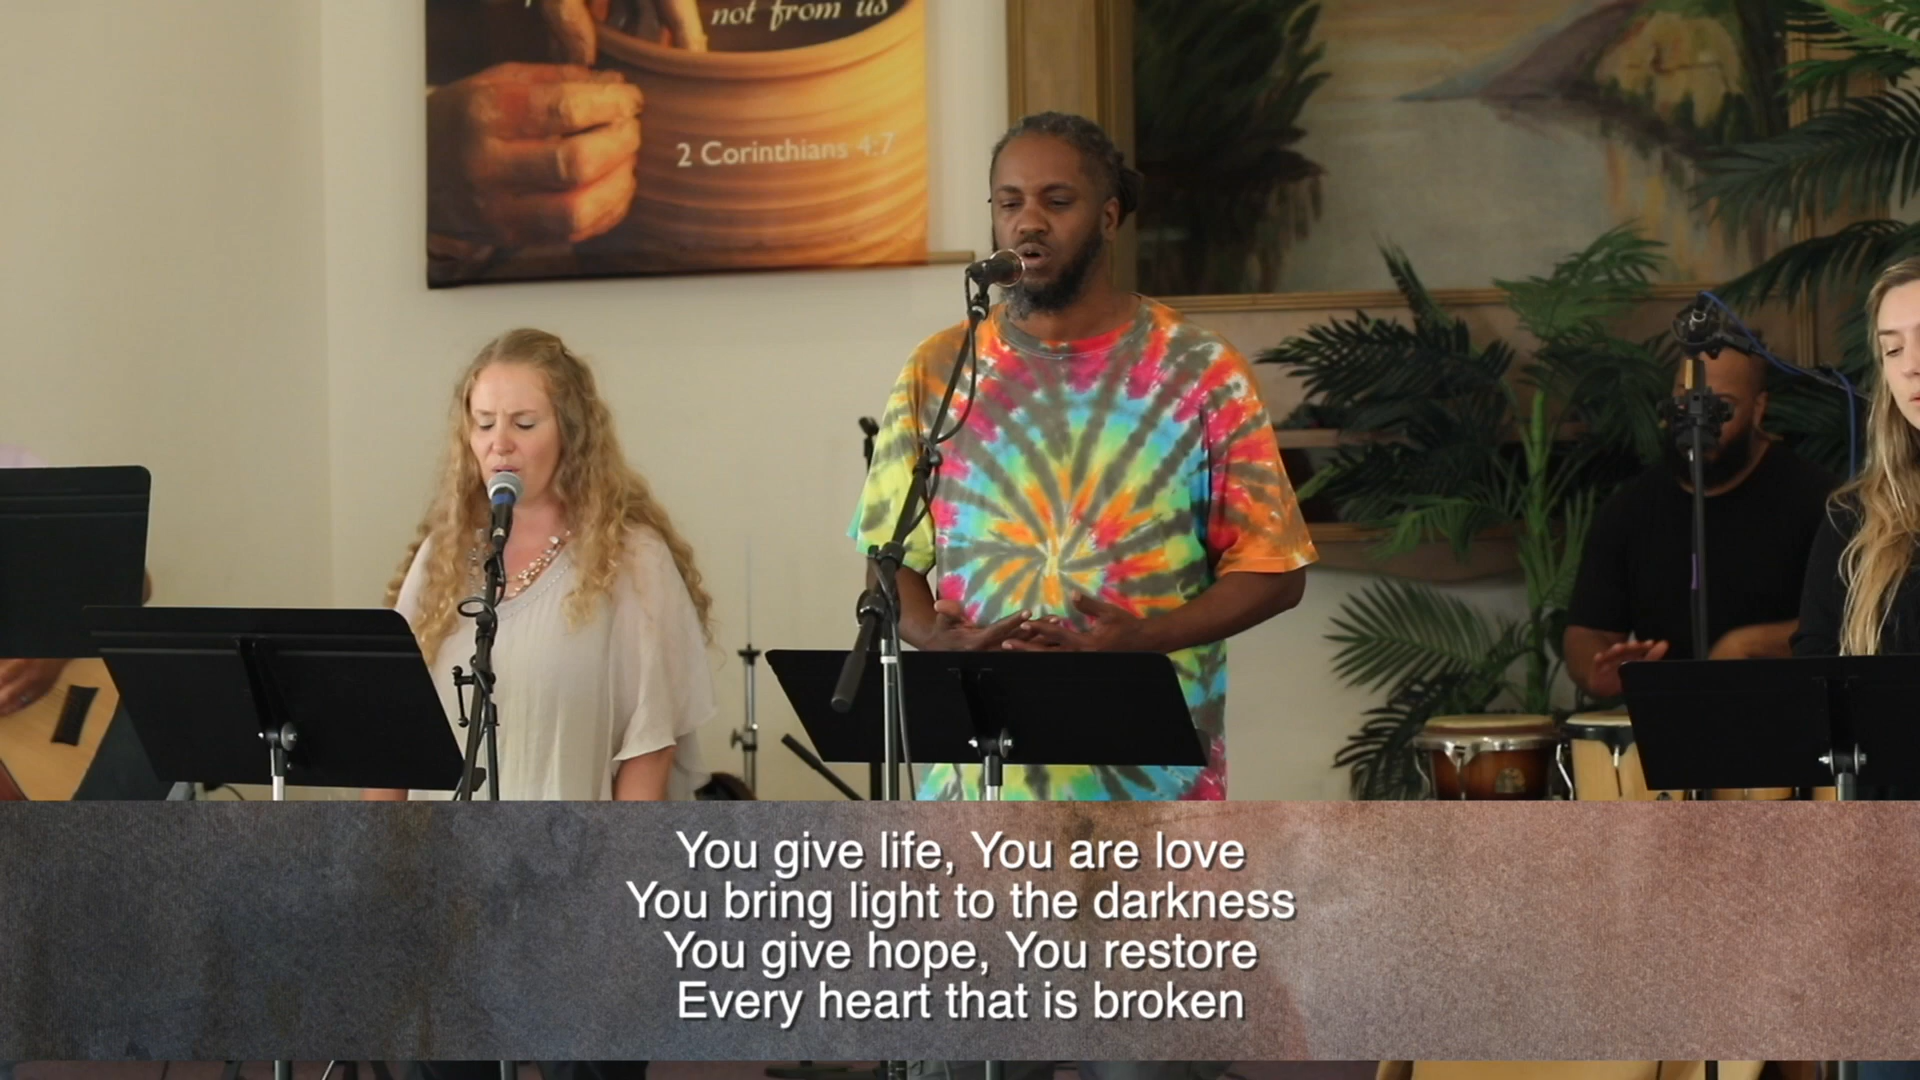 not from us
2 Corinthians 4:7
You give life, You are love
You bring light to the darkness
You give hope, You restore
Every heart that is broken